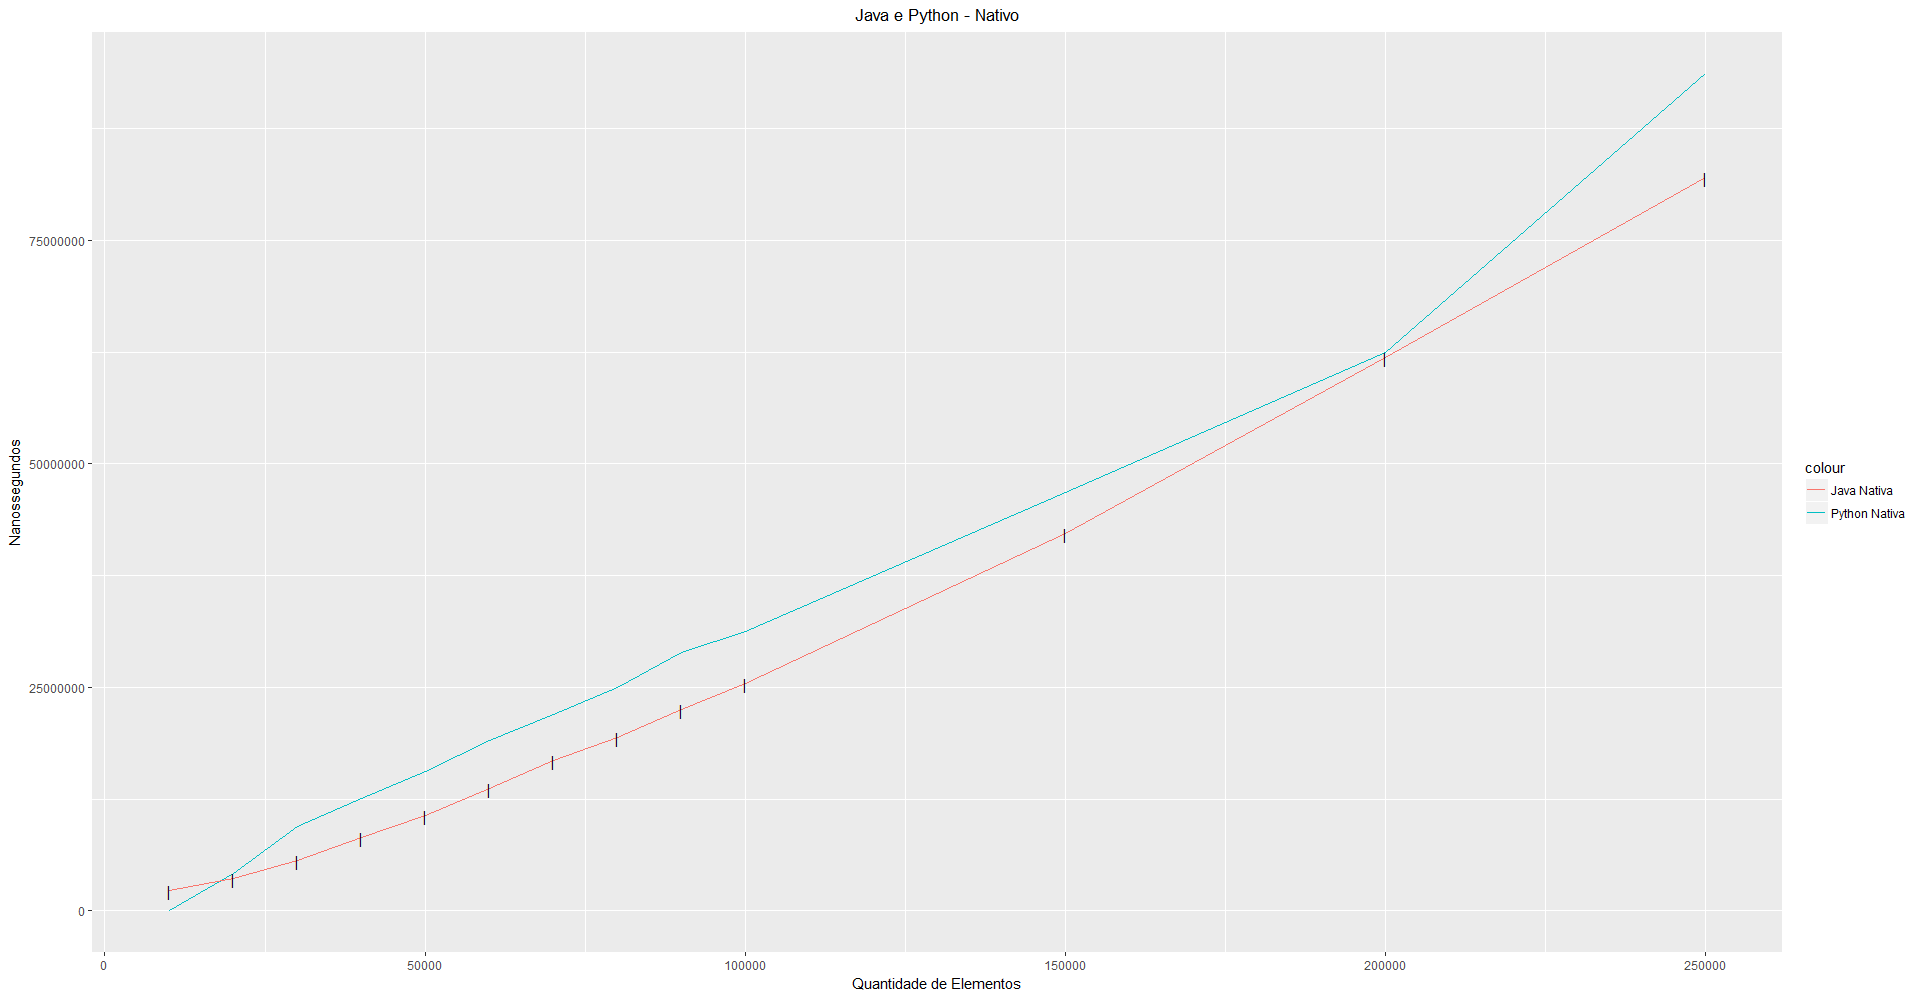 Java e Python - Nativo
Nanossegundos
75000000
50000000
25000000
0
0
50000
100000
150000
200000
250000
Quantidade de Elementos
colour
Java Nativa
Python Nativa